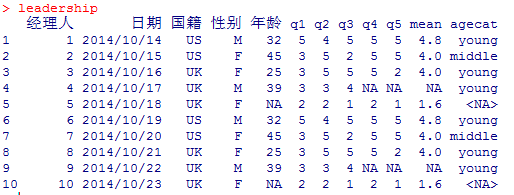 > leadership
经理人 日期 国籍 性别 年龄 q1 q2 q3 q4 q5 mean agecat
1 1 2014/10/14 US M 32 5 4 5 5 5 4.8 young
2 2 2014/10/15 US F 45 3 5 2 5 5 4.0 middle
3 3 2014/10/16 UK F 25 3 5 5 5 2 4.0 young
4 4 2014/10/17 UK M 39 3 3 4 NA NA NA young
5 5 2014/10/18 UK F NA 2 2 1 2 1 1.6 <NA>
6 6 2014/10/19 US M 32 5 4 5 5 5 4.8 young
7 7 2014/10/20 US F 45 3 5 2 5 5 4.0 middle
8 8 2014/10/21 UK F 25 3 5 5 5 2 4.0 young
9 9 2014/10/22 UK M 39 3 3 4 NA NA NA young
10 10 2014/10/23 UK F NA 2 2 1 2 1 1.6 <NA>